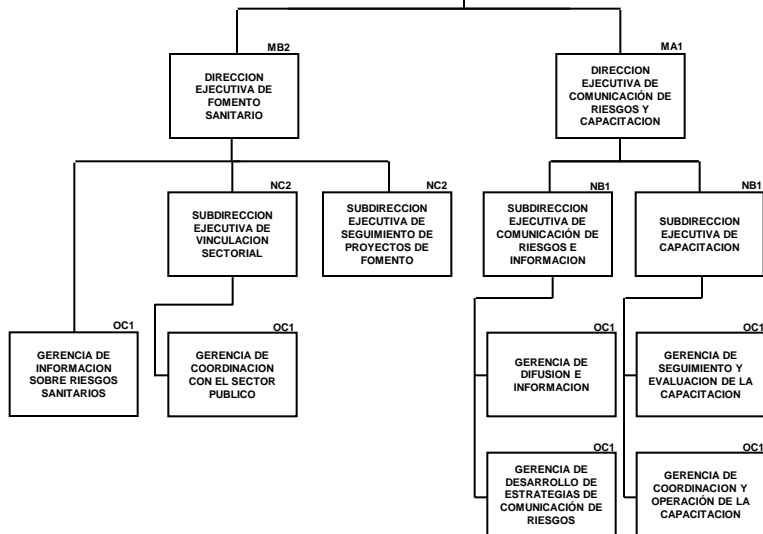 MB2
DIRECCION
EJECUTIVA DE
FOMENTO
SANITARIO
MA1
DIRECCION
EJECUTIVA DE
COMUNICACIÓN DE
RIESGOS Y
CAPACITACION
NC2
SUBDIRECCION
EJECUTIVA DE
VINCULACION
SECTORIAL
NC2
SUBDIRECCION
EJECUTIVA DE
SEGUIMIENTO DE
PROYECTOS DE
FOMENTO
NB1
SUBDIRECCION
EJECUTIVA DE
COMUNICACIÓN DE
RIESGOS E
INFORMACION
NB1
SUBDIRECCION
EJECUTIVA DE
CAPACITACION
OC1
GERENCIA DE
INFORMACION
SOBRE RIESGOS
SANITARIOS
OC1
GERENCIA DE
COORDINACION
CON EL SECTOR
PUBLICO
OC1
GERENCIA DE
DIFUSION E
INFORMACION
OC1
GERENCIA DE
SEGUIMIENTO Y
EVALUACION DE LA
CAPACITACION
OC1
GERENCIA DE
DESARROLLO DE
ESTRATEGIAS DE
COMUNICACIÓN DE
RIESGOS
OC1
GERENCIA DE
COORDINACION Y
OPERACIÓN DE LA
CAPACITACION